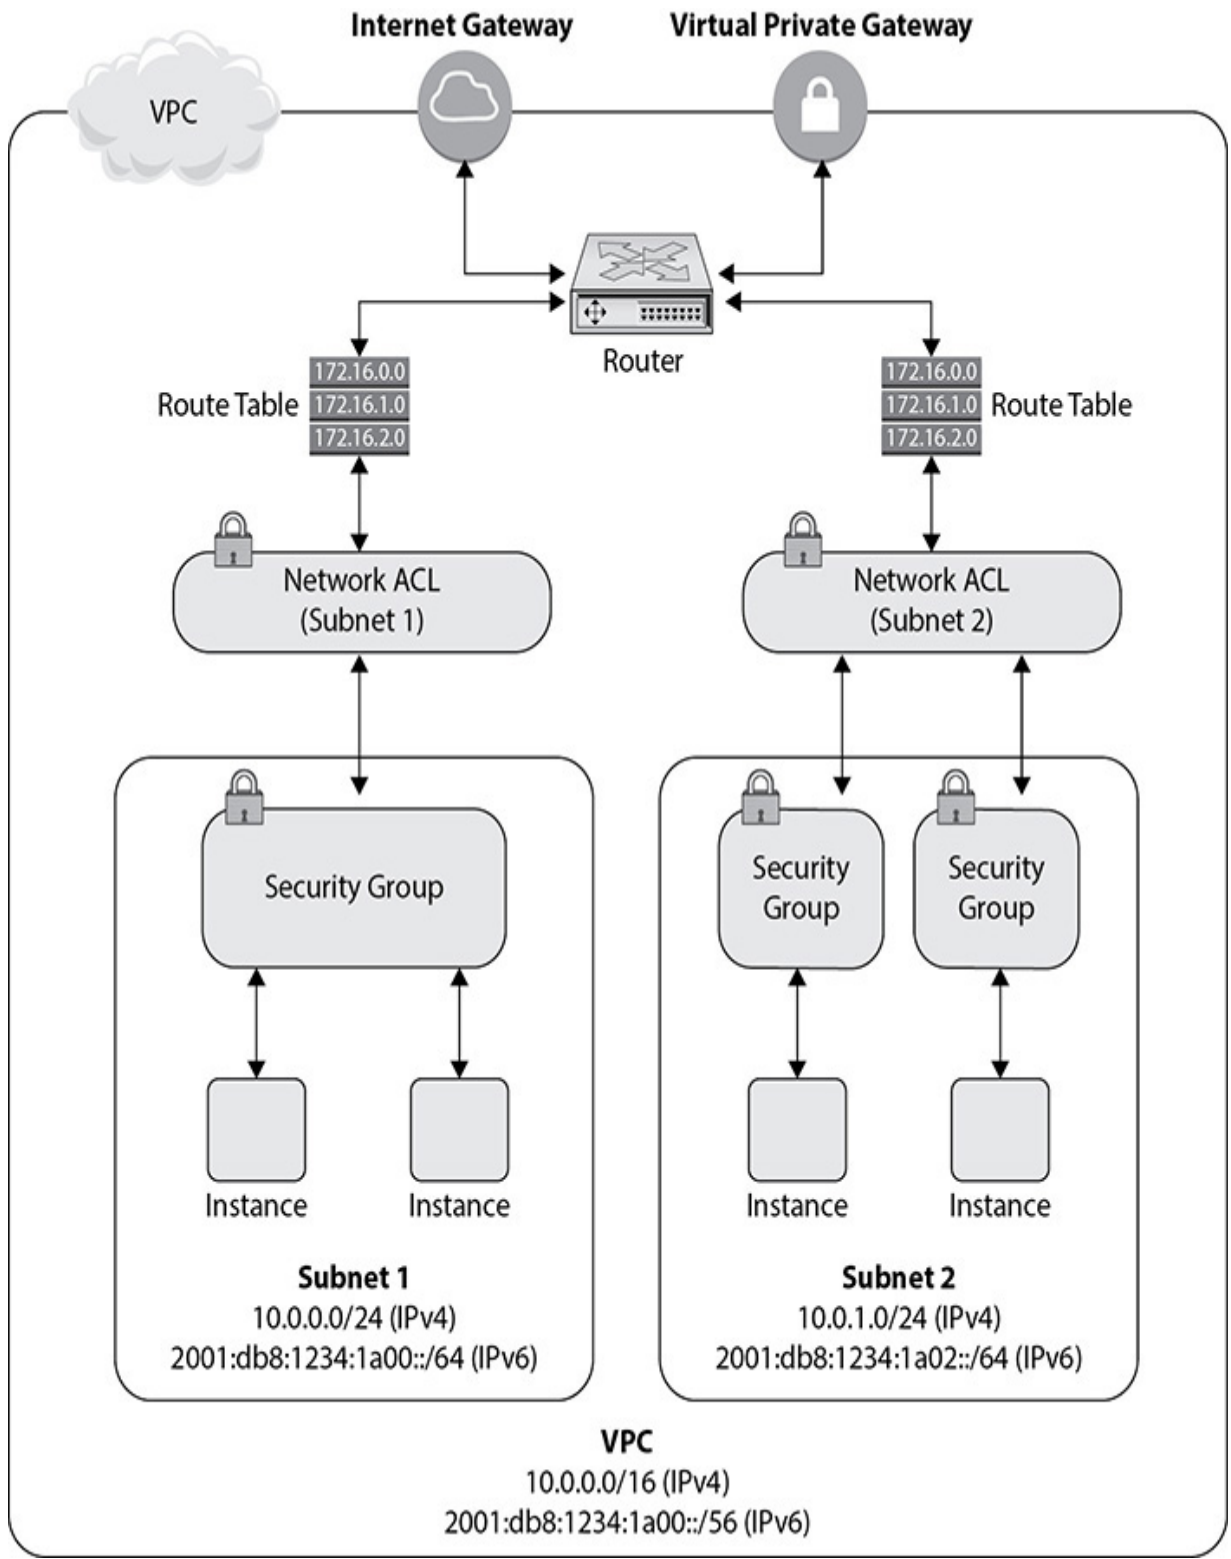 Internet Gateway
Virtual Private Gateway
VPC
Router
Route Table
172.16.0.0
172.16.1.0
172.16.2.0
172.16.0.0
172.16.1.0
172.16.2.0
Route Table
Network ACL
(Subnet 1)
Network ACL
(Subnet 2)
Security Group
Security
Group
Security
Group
Instance
Instance
Instance
Instance
Subnet 1
10.0.0.0/24 (IPv4)
2001:db8:1234:1a00::/64 (IPv6)
Subnet 2
10.0.1.0/24 (IPv4)
2001:db8:1234:1a02::/64 (IPv6)
VPC
10.0.0.0/16 (IPv4)
2001:db8:1234:1a00::/56 (IPv6)